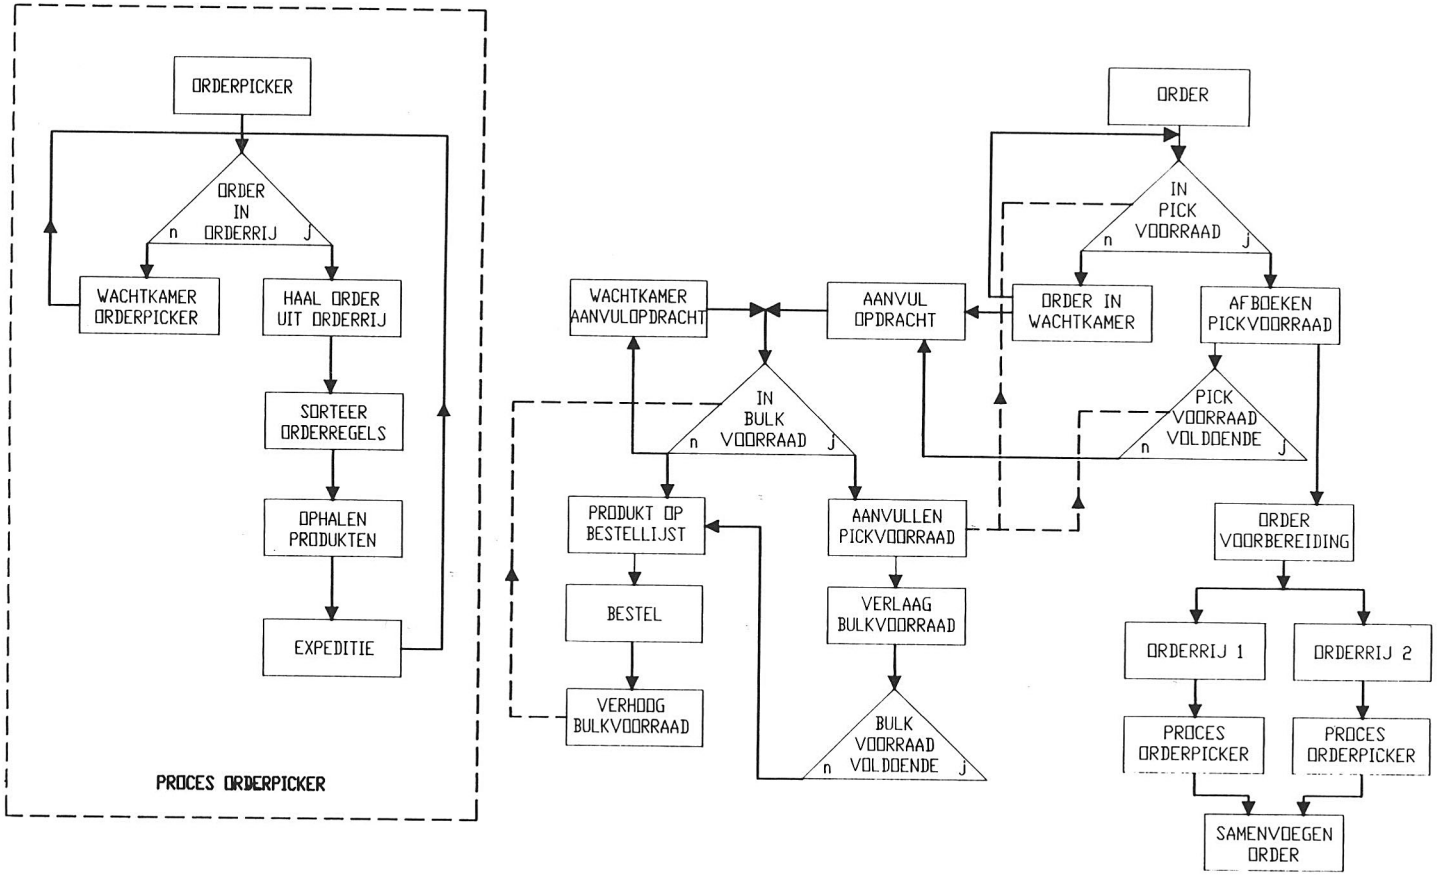 ORDERPICKER
ORDER
IN
ORDERRIJ
n
j
WACHTKAMER
ORDERPICKER
HAAL ORDER
UIT ORDERRIJ
SORTEER
ORDERREGELS
OPHALEN
PRODUKTEN
EXPEDITIE
PROCES ORDERPICKER
WACHTKAMER
AANVULOPDRACHT
AANVUL
OPDRACHT
IN
BULK
VOORRAAD
n
j
PRODUKT OP
BESTELLIJST
BESTEL
VERHOOG
BULKVOORRAAD
AANVULLEN
PICKVOORRAAD
VERLAAG
BULKVOORRAAD
BULK
VOORRAAD
VOLDOENDE
n
j
ORDER
IN
PICK
VOORRAAD
n
j
ORDER IN
WACHTKAMER
AFBOEKEN
PICKVOORRAAD
PICK
VOORRAAD
VOLDOENDE
n
j
ORDER
VOORBEREIDING
ORDERRIJ 1
ORDERRIJ 2
PROCES
ORDERPICKER
PROCES
ORDERPICKER
SAMENVOEGEN
ORDER